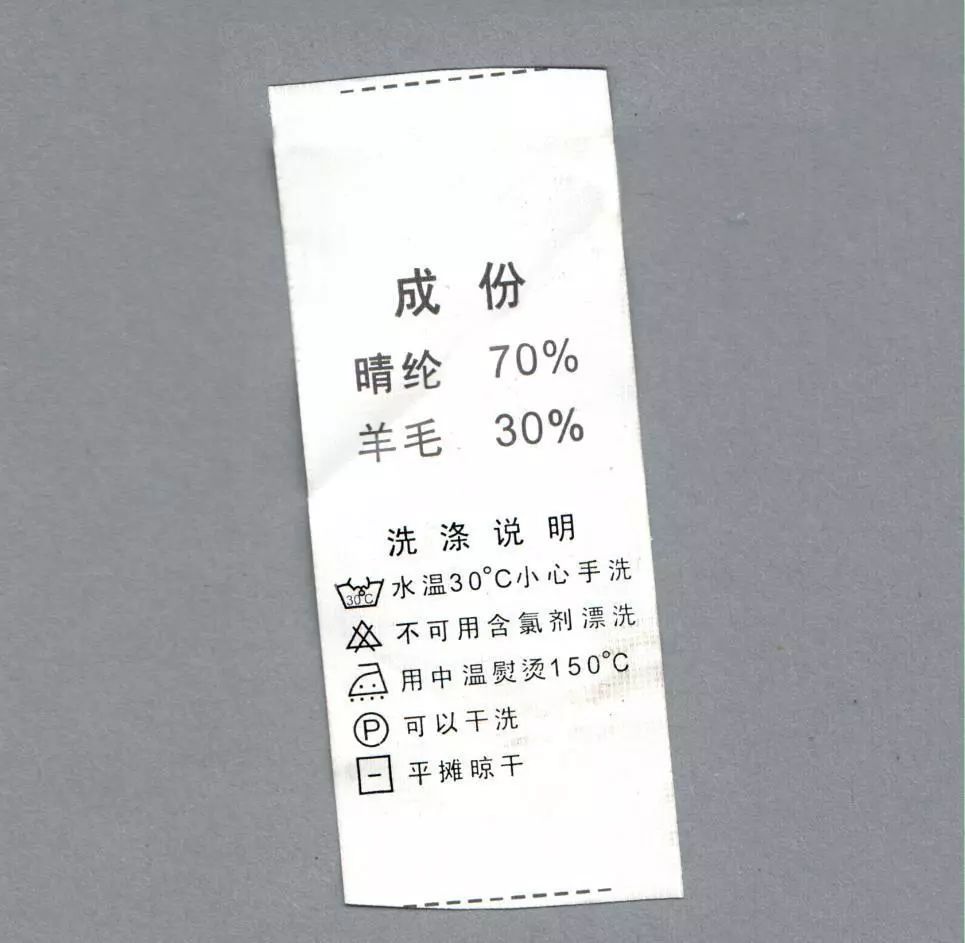 成份
晴纶 70%
羊毛 30%
洗涤说明
30℃ 水温30℃小心手洗
不可用含氯剂漂洗
用中温熨烫150℃
P 可以干洗
平摊晾干